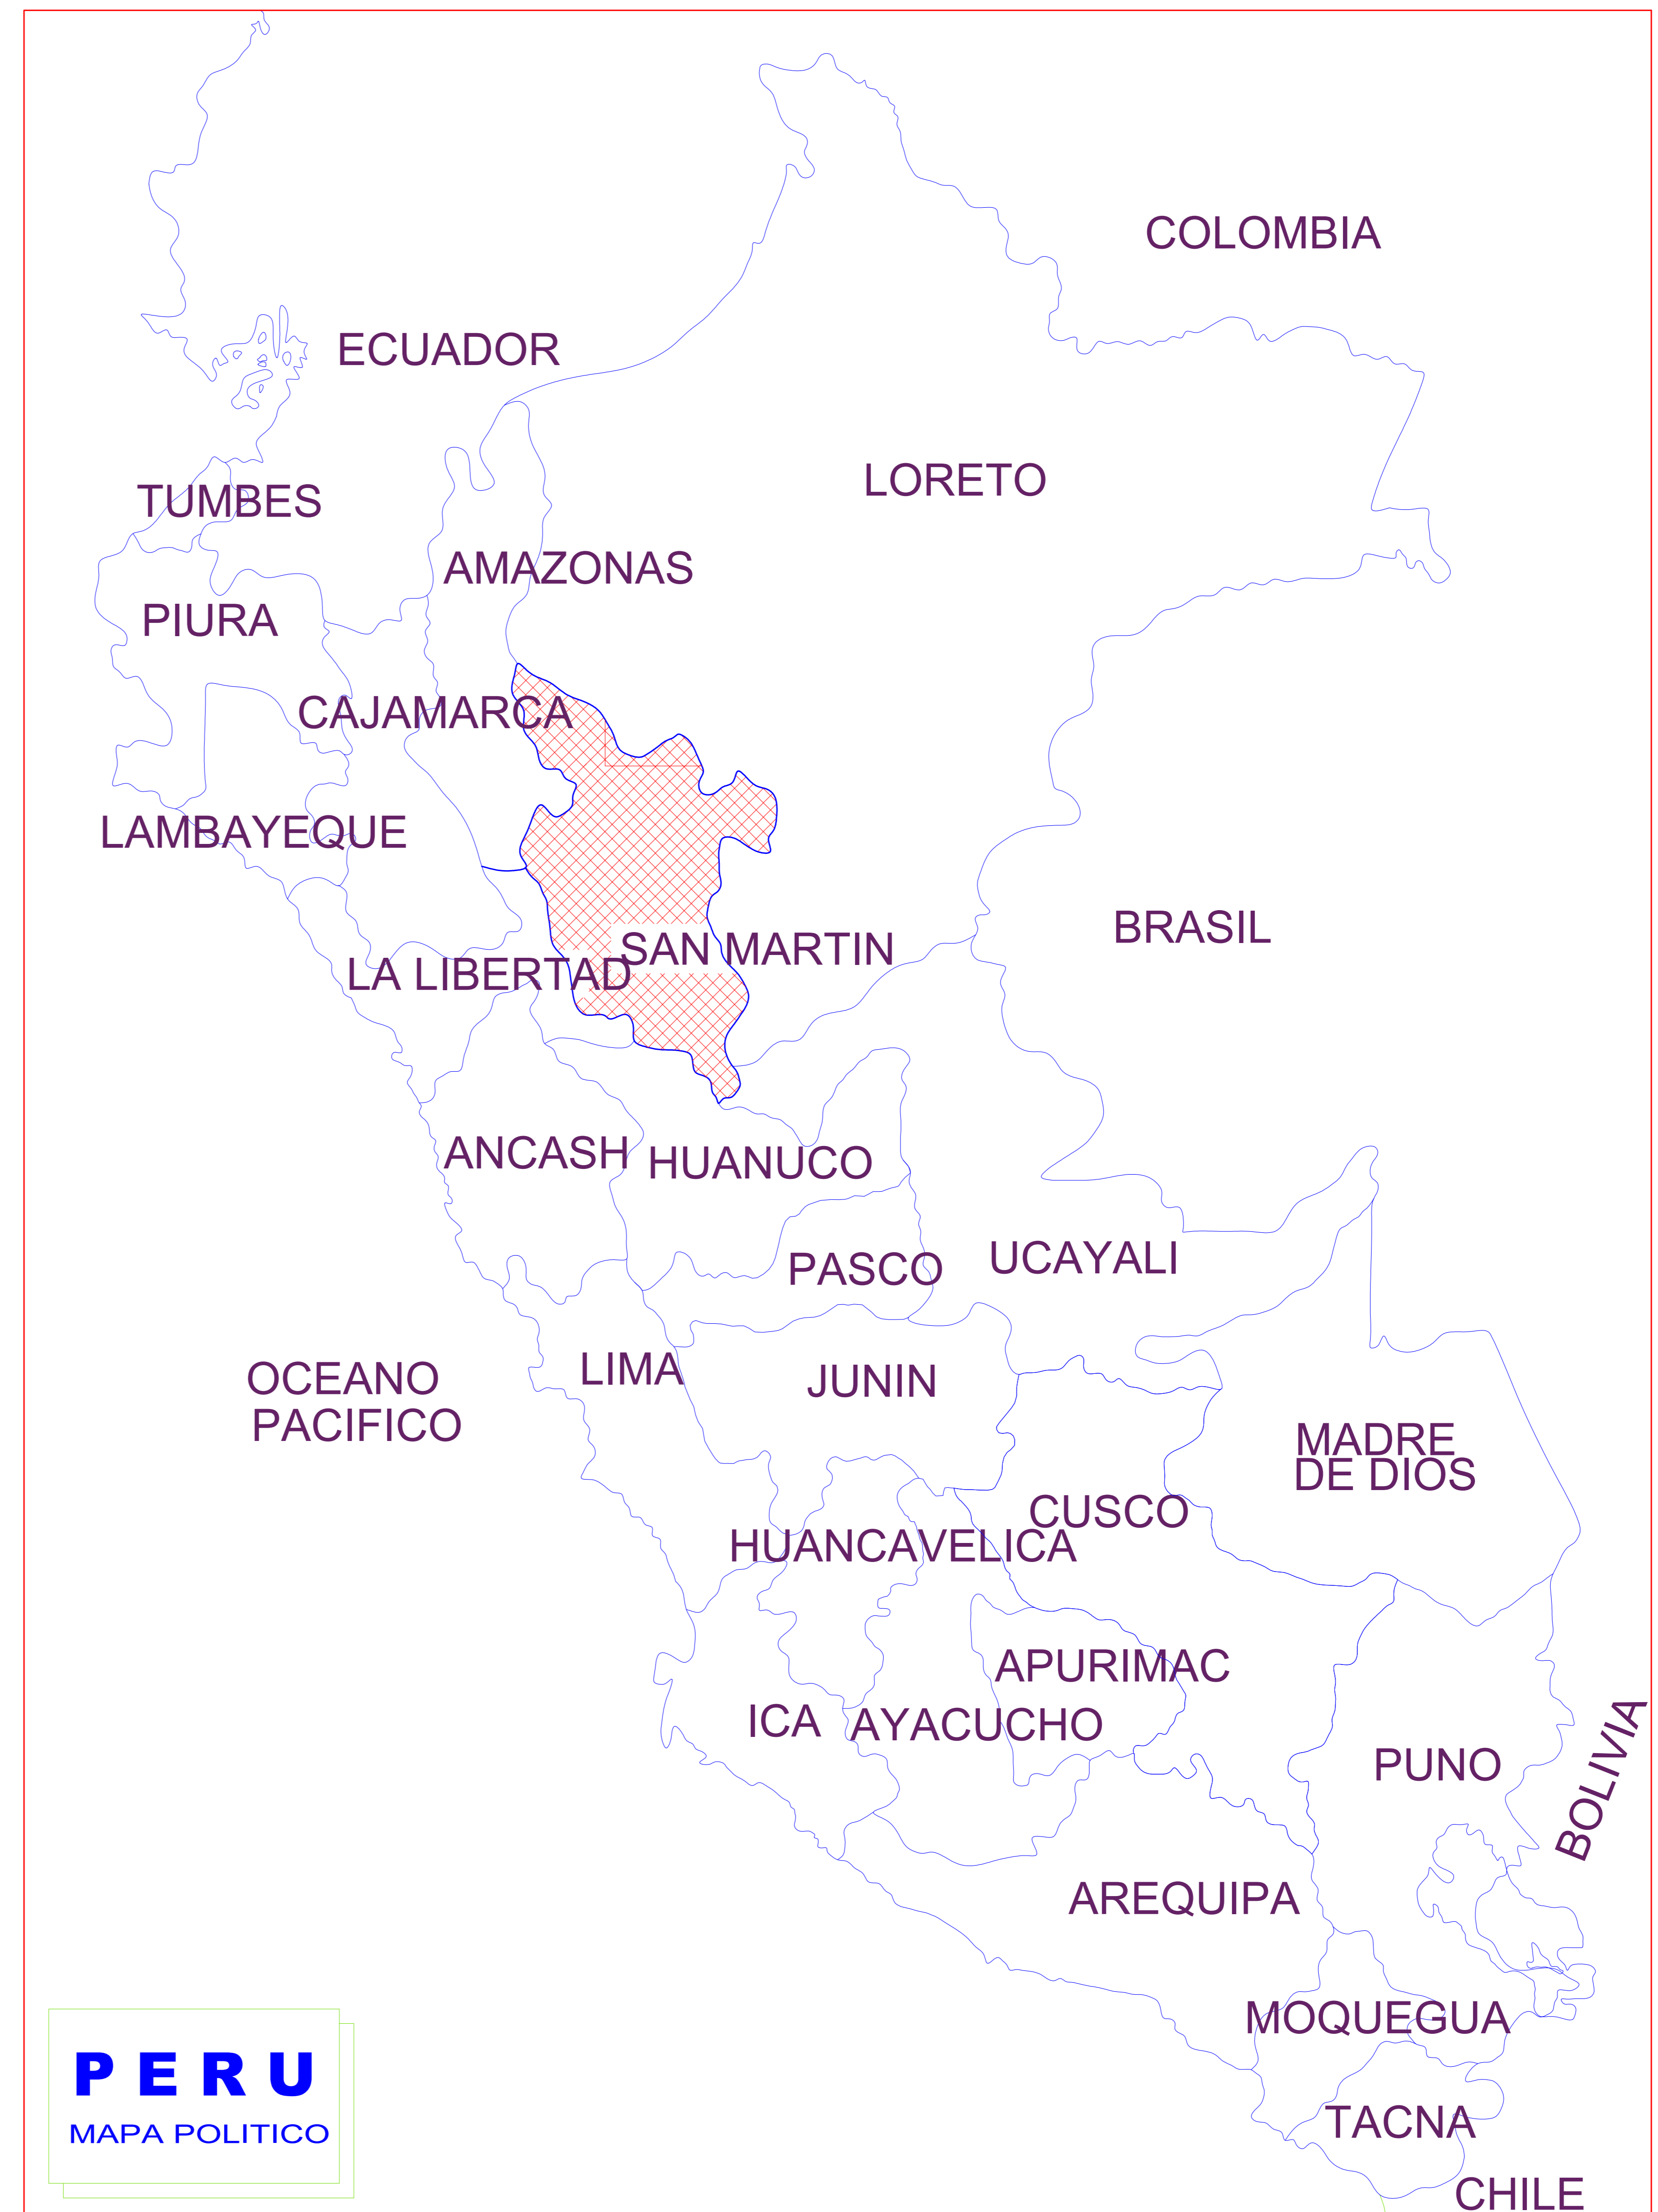 COLOMBIA
ECUADOR
LORETO
TUMBES
AMAZONAS
PIURA
CAJAMARCA
LAMBAYEQUE
BRASIL
SAN MARTIN
LA LIBERTAD
ANCASH
HUANUCO
PASCO
UCAYALI
OCEANO
PACIFICO
LIMA
JUNIN
MADRE
DE DIOS
CUSCO
HUANCAVELICA
APURIMAC
ICA
AYACUCHO
PUNO
BOLIVIA
AREQUIPA
MOQUEGUA
PERU
MAPA POLITICO
TACNA
CHILE